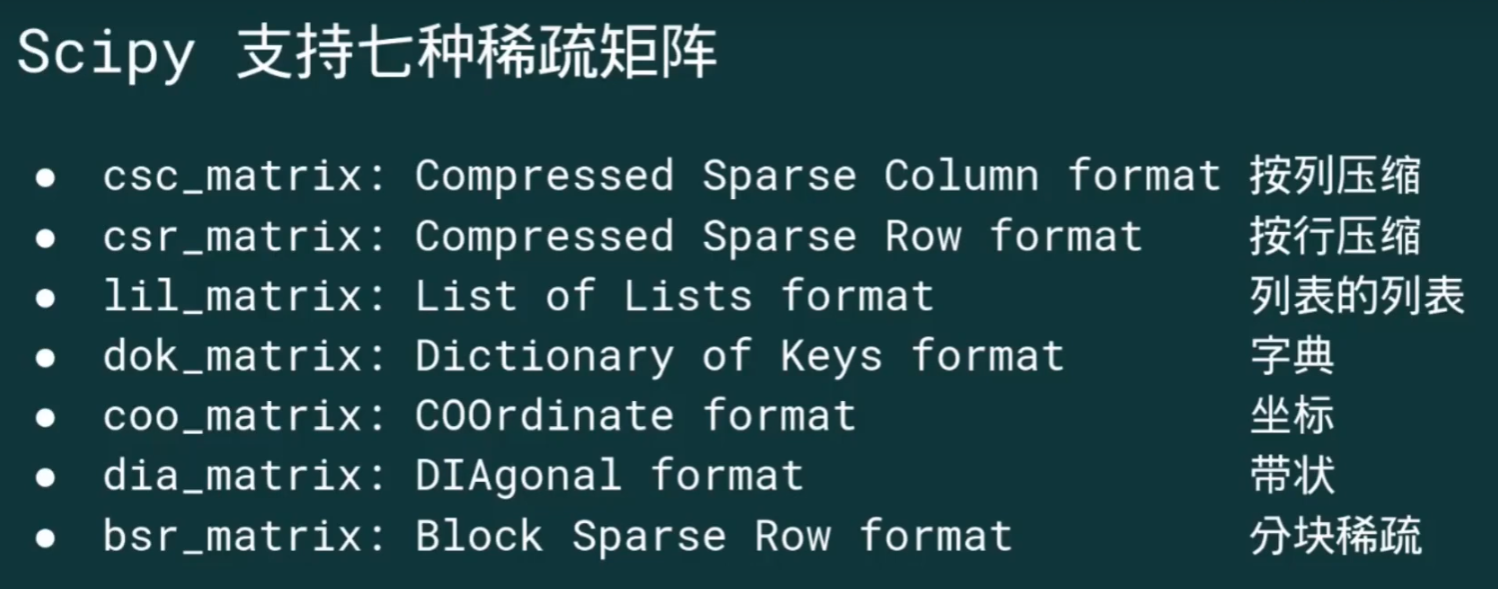 Scipy 支持七种稀疏矩阵
● csc_matrix: Compressed Sparse Column format 按列压缩
● csr_matrix: Compressed Sparse Row format 按行压缩
● lil_matrix: List of Lists format 列表的列表
● dok_matrix: Dictionary of Keys format 字典
● coo_matrix: COOrdinate format 坐标
● dia_matrix: DIAgonal format 带状
● bsr_matrix: Block Sparse Row format 分块稀疏